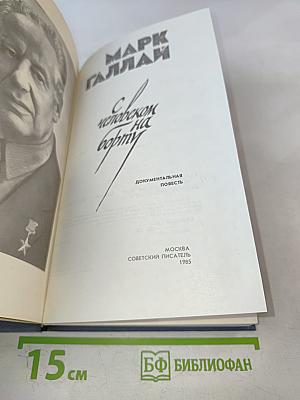 МАРК
ГАЛЛАЙ
с
человеком
на
борту
ДОКУМЕНТАЛЬНАЯ
ПОВЕСТЬ
МОСКВА
СОВЕТСКИЙ ПИСАТЕЛЬ
1985
15 см
БФ БИБЛИОФАН